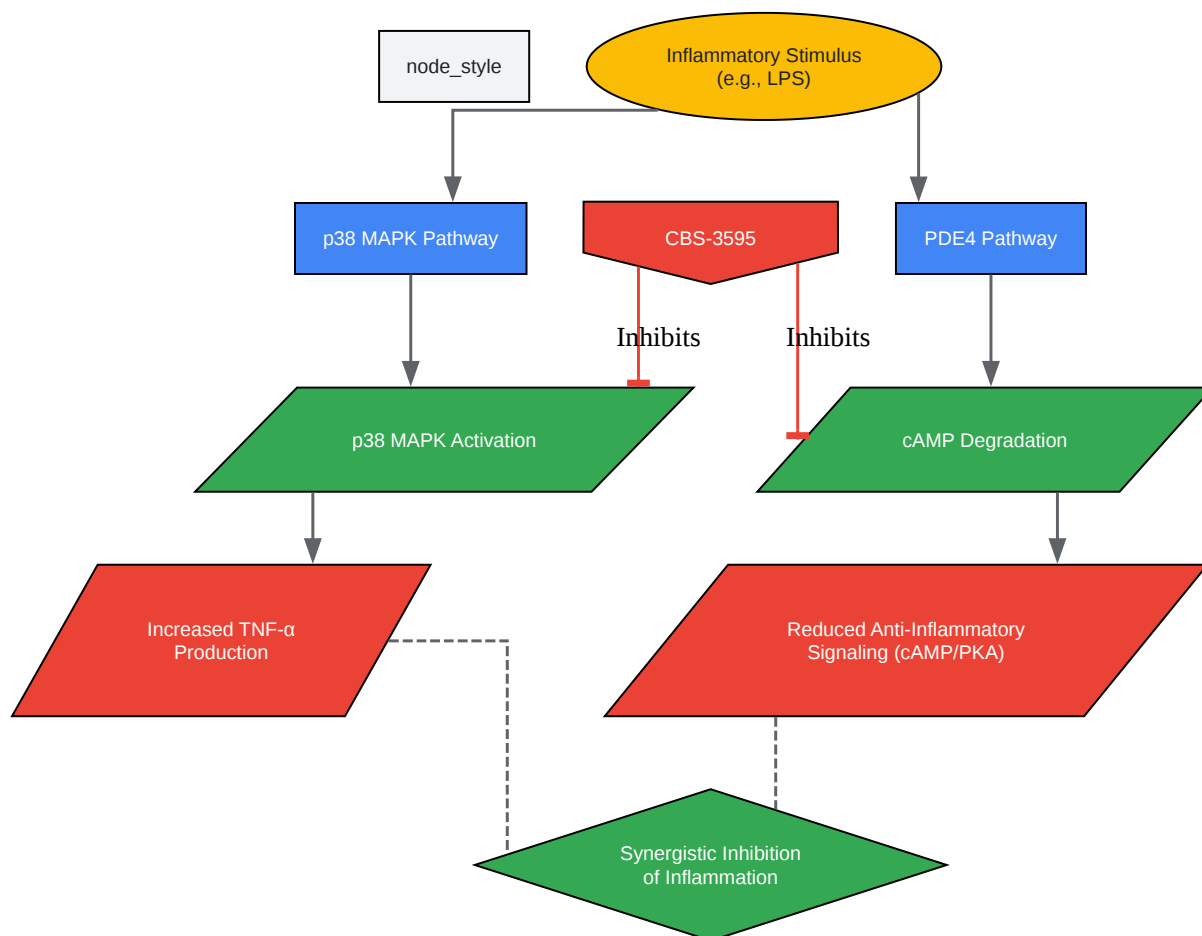 node_style
Inflammatory Stimulus
(e.g., LPS)
p38 MAPK Pathway
CBS-3595
PDE4 Pathway
Inhibits
Inhibits
p38 MAPK Activation
cAMP Degradation
Increased TNF-α
Production
Reduced Anti-Inflammatory
Signaling (cAMP/PKA)
Synergistic Inhibition
of Inflammation